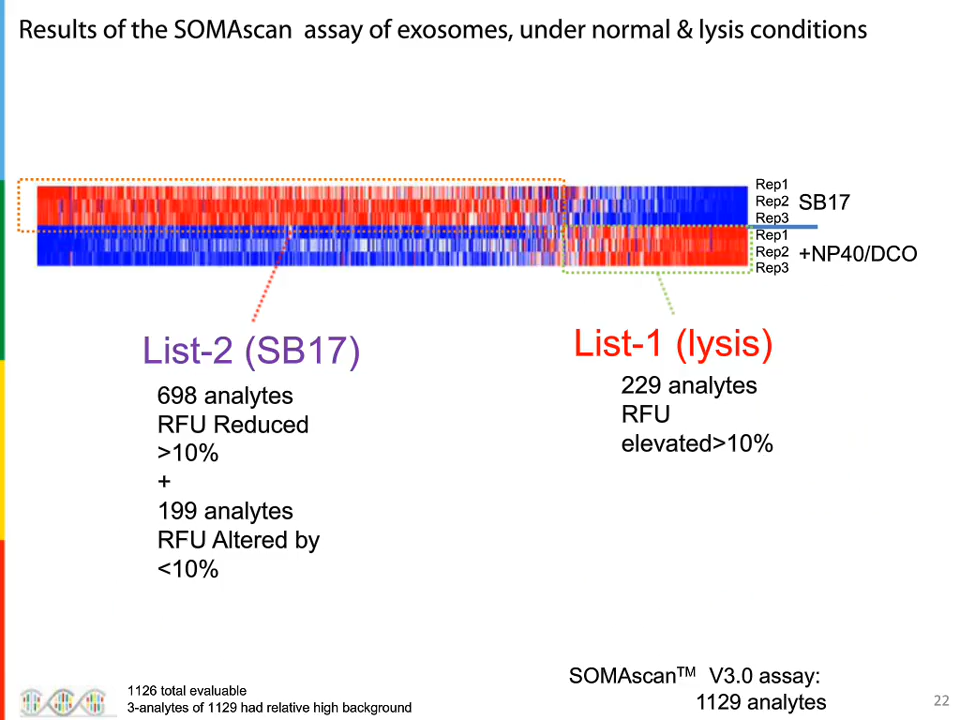 Results of the SOMAscan assay of exosomes, under normal & lysis conditions
Rep1
Rep2
Rep3
SB17
Rep1
Rep2
Rep3
+NP40/DCO
List-2 (SB17)
698 analytes
RFU Reduced
>10%
+
199 analytes
RFU Altered by
<10%
List-1 (lysis)
229 analytes
RFU
elevated>10%
SOMAscan™ V3.0 assay:
1129 analytes
1126 total evaluable
3-analytes of 1129 had relative high background
22